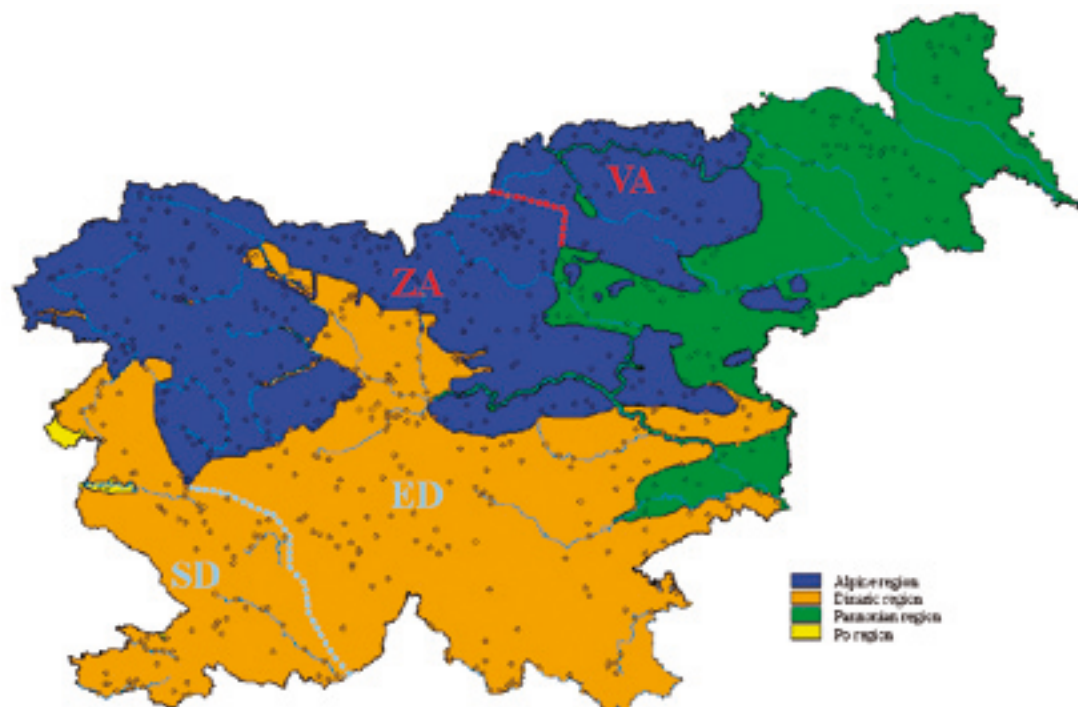 VA
ZA
ED
SD
Alpine region
Dinaric region
Pannonian region
Po region